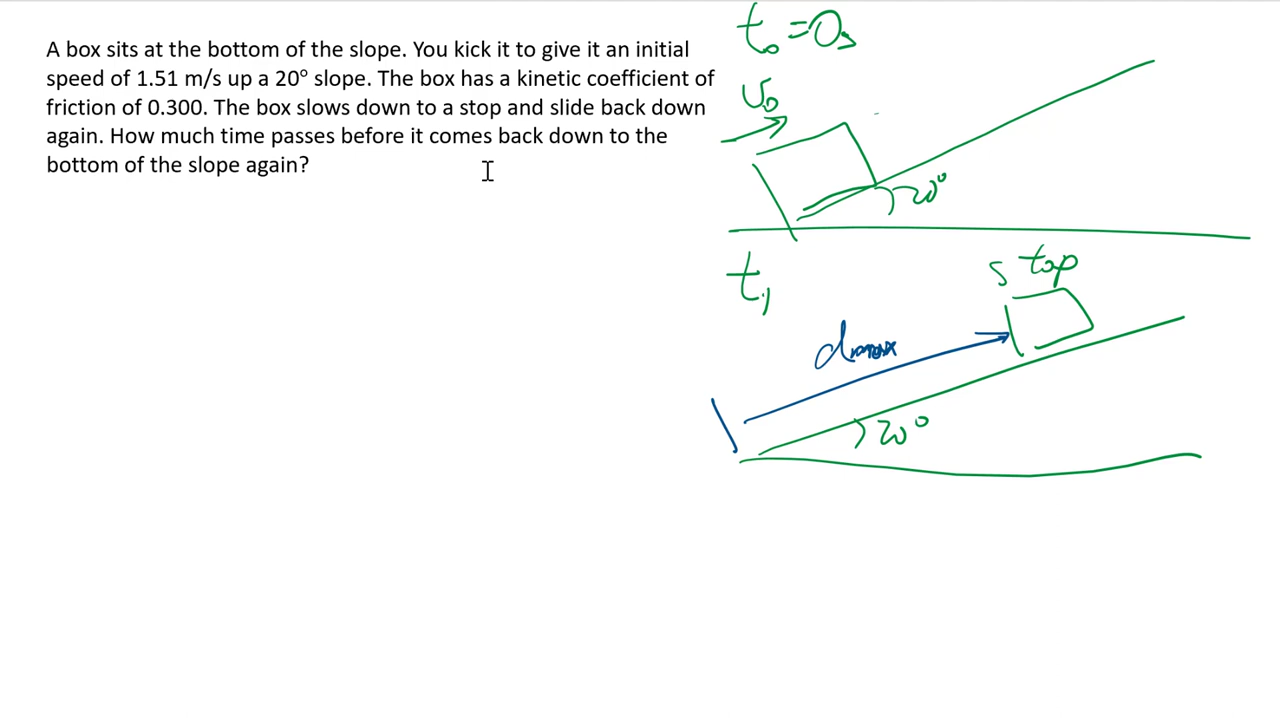 A box sits at the bottom of the slope. You kick it to give it an initial
speed of 1.51 m/s up a 20° slope. The box has a kinetic coefficient of
friction of 0.300. The box slows down to a stop and slide back down
again. How much time passes before it comes back down to the
bottom of the slope again?
t₀ = 0s
v₀
20°
t₁
stop
dmax
20°